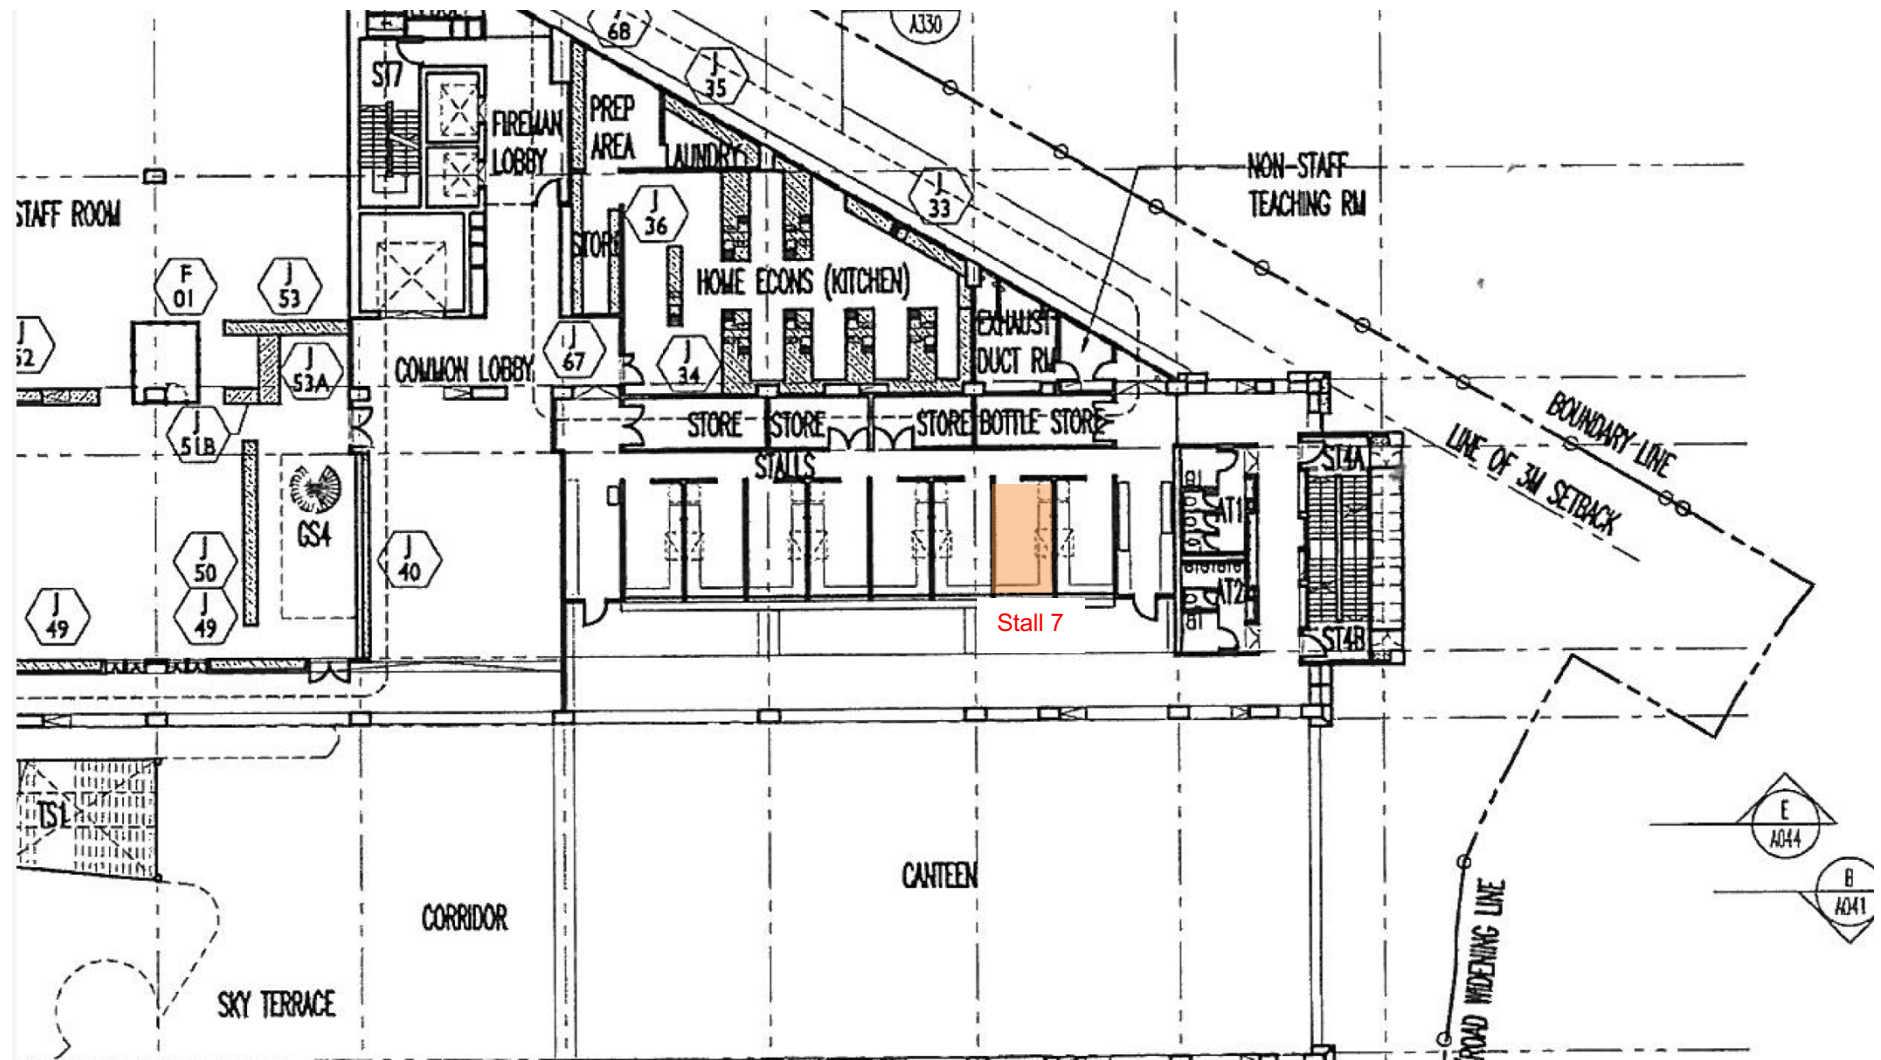 J
68
A330
ST7
J
35
PREP
AREA
FIREMAN
LOBBY
LAUNDRY
NON-STAFF
TEACHING RM
STAFF ROOM
J
36
J
33
STORE
HOME ECONS (KITCHEN)
F
01
J
53
EXHAUST
DUCT RM
J
52
J
53A
COMMON LOBBY
J
67
J
34
BOUNDARY LINE
LINE OF 3M SETBACK
J
51B
STORE
STORE
STORE
BOTTLE STORE
STALLS
ST4A
GS4
AT1
J
50
J
40
AT2
J
49
J
49
Stall 7
ST4B
TS1
E
A044
CANTEEN
B
A041
CORRIDOR
SKY TERRACE
ROAD WIDENING LINE